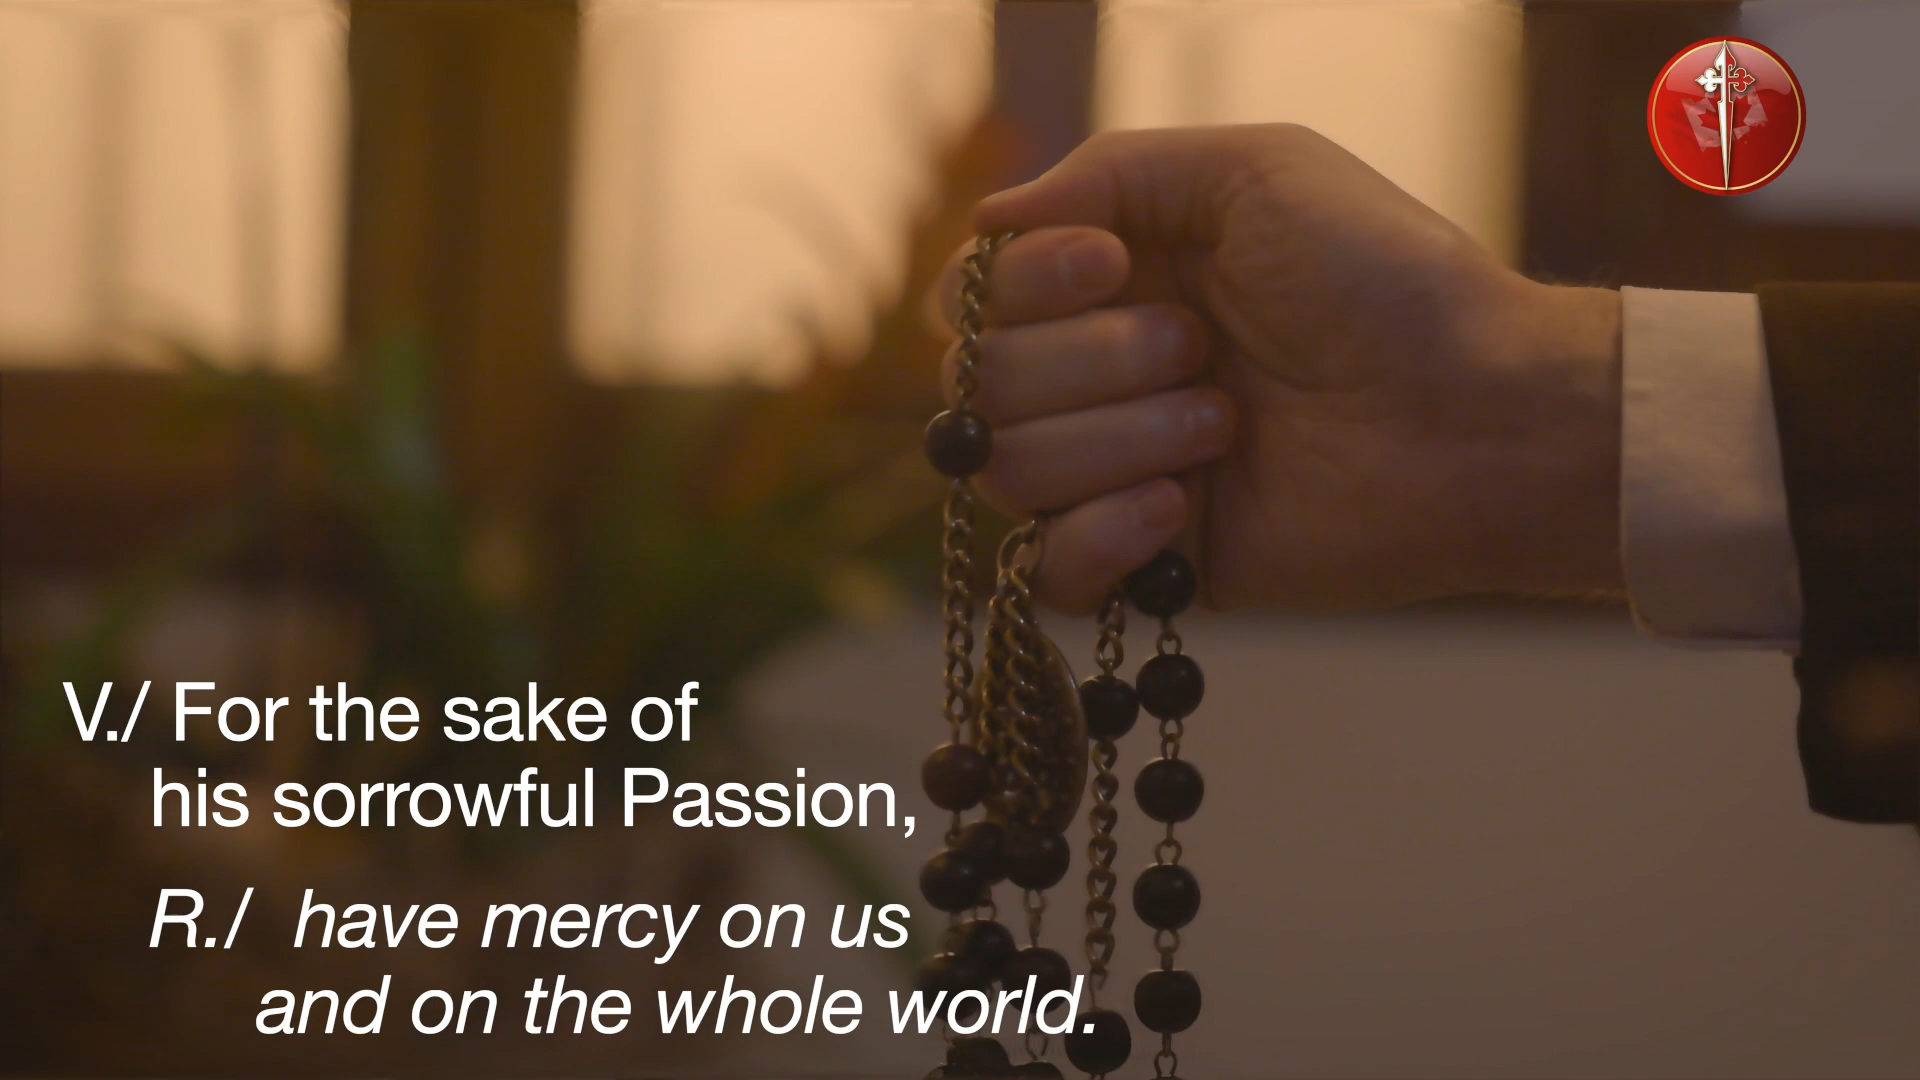 V./ For the sake of
his sorrowful Passion,
R./ have mercy on us
and on the whole world.